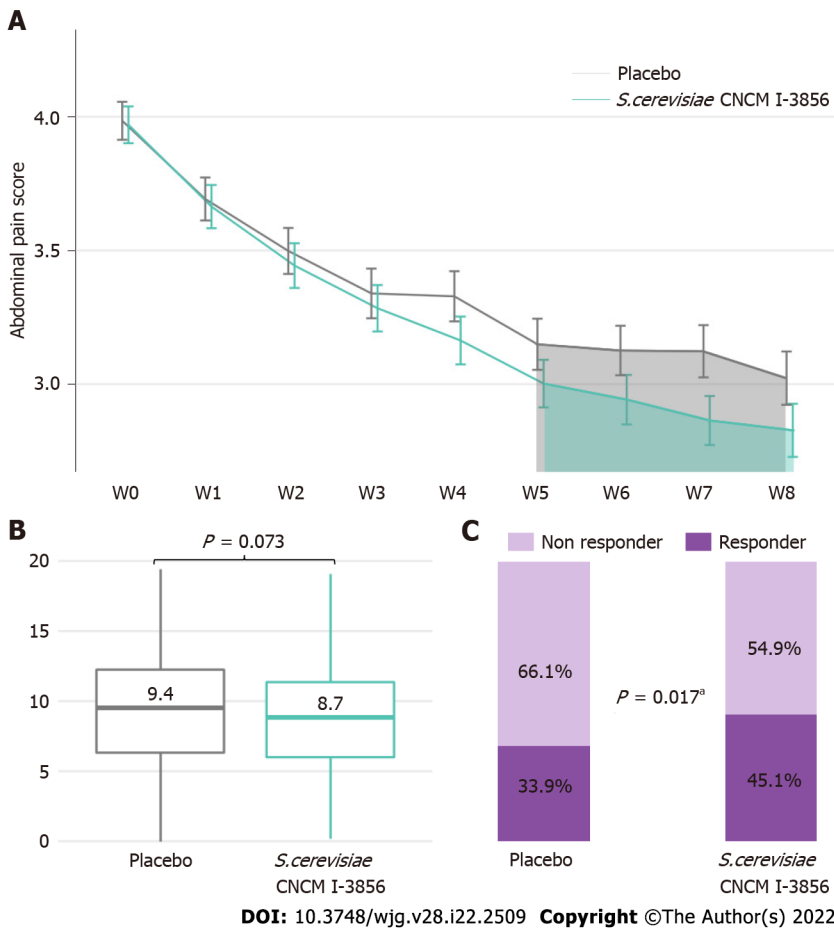 A
Placebo
S.cerevisiae CNCM I-3856
Abdominal pain score
4.0
3.5
3.0
W0 W1 W2 W3 W4 W5 W6 W7 W8
B
P = 0.073
20
15
10
5
0
9.4
8.7
Placebo
S.cerevisiae
CNCM I-3856
C
Non responder Responder
66.1%
54.9%
P = 0.017ᵃ
33.9%
45.1%
Placebo
S.cerevisiae
CNCM I-3856
DOI: 10.3748/wjg.v28.i22.2509 Copyright ©The Author(s) 2022